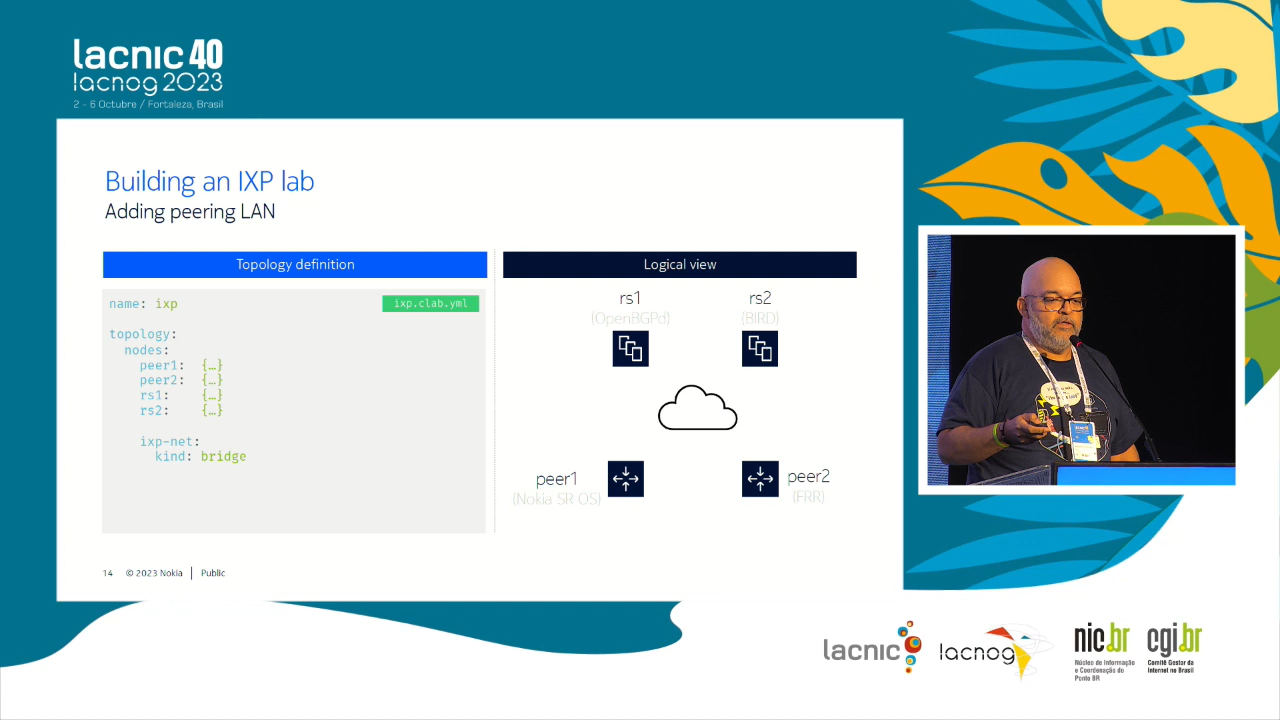 lacnic 40
lacnog 2023
2 - 6 Octubre / Fortaleza, Brasil
Building an IXP lab
Adding peering LAN
Topology definition
Logical view
name: ixp
ixp.clab.yml
topology:
nodes:
peer1: {…}
peer2: {…}
rs1: {…}
rs2: {…}
ixp-net:
kind: bridge
rs1
(OpenBGPd)
rs2
(BIRD)
peer1
(Nokia SR OS)
peer2
(FRR)
14 © 2023 Nokia | Public
lacnic
lacnog
nic.br
Núcleo de Informação
e Coordenação do
Ponto BR
cgi.br
Comitê Gestor da
Internet no Brasil